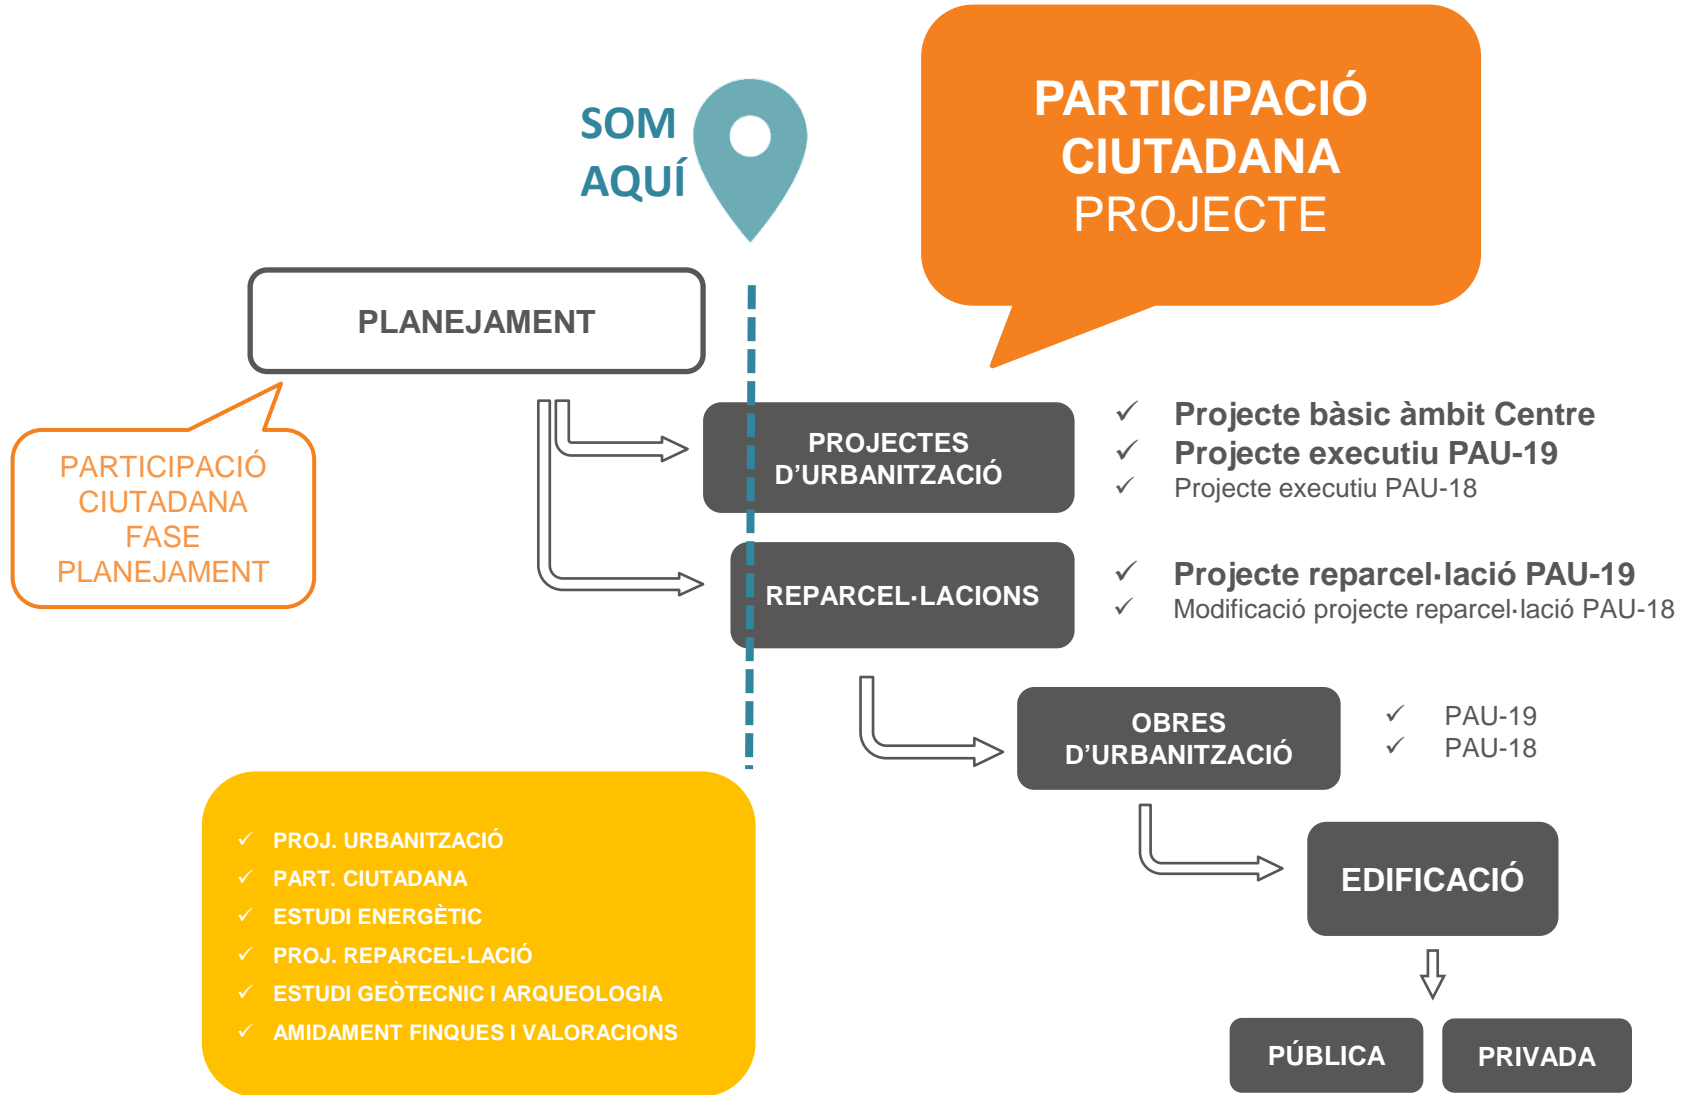 SOM
AQUÍ
PARTICIPACIÓ
CIUTADANA
PROJECTE
PLANEJAMENT
PARTICIPACIÓ
CIUTADANA
FASE
PLANEJAMENT
PROJECTES
D’URBANITZACIÓ
✓ Projecte bàsic àmbit Centre
✓ Projecte executiu PAU-19
✓ Projecte executiu PAU-18
REPARCEL·LACIONS
✓ Projecte reparcel·lació PAU-19
✓ Modificació projecte reparcel·lació PAU-18
OBRES
D’URBANITZACIÓ
✓ PAU-19
✓ PAU-18
✓ PROJ. URBANITZACIÓ
✓ PART. CIUTADANA
✓ ESTUDI ENERGÈTIC
✓ PROJ. REPARCEL·LACIÓ
✓ ESTUDI GEÒTECNIC I ARQUEOLOGIA
✓ AMIDAMENT FINQUES I VALORACIONS
EDIFICACIÓ
PÚBLICA
PRIVADA